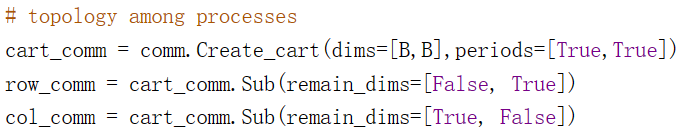 # topology among processes
cart_comm = comm.Create_cart(dims=[B,B],periods=[True,True])
row_comm = cart_comm.Sub(remain_dims=[False, True])
col_comm = cart_comm.Sub(remain_dims=[True, False])